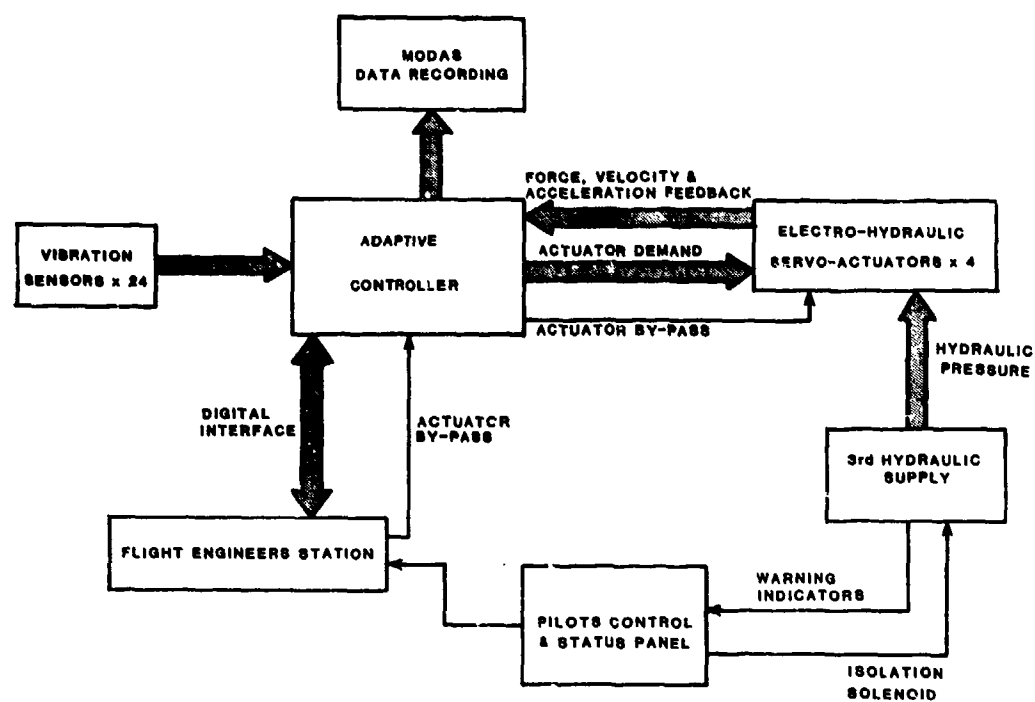 MODAS
DATA RECORDING
FORCE, VELOCITY &
ACCELERATION FEEDBACK
VIBRATION
SENSORS x 24
ADAPTIVE
CONTROLLER
ACTUATOR DEMAND
ELECTRO-HYDRAULIC
SERVO-ACTUATORS x 4
ACTUATOR BY-PASS
HYDRAULIC
PRESSURE
DIGITAL
INTERFACE
ACTUATOR
BY-PASS
3rd HYDRAULIC
SUPPLY
FLIGHT ENGINEERS STATION
WARNING
INDICATORS
PILOTS CONTROL
& STATUS PANEL
ISOLATION
SOLENOID